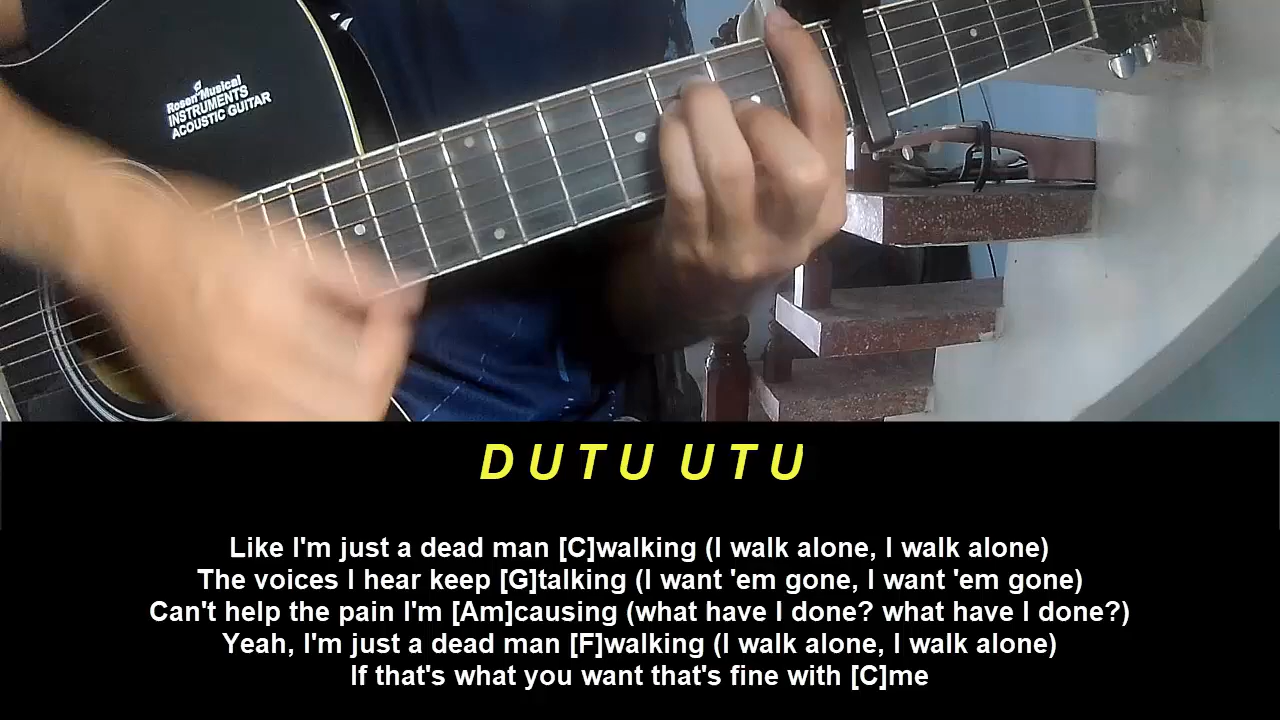 Rosen Musical
INSTRUMENTS
ACOUSTIC GUITAR
D U T U U T U
Like I'm just a dead man [C]walking (I walk alone, I walk alone)
The voices I hear keep [G]talking (I want 'em gone, I want 'em gone)
Can't help the pain I'm [Am]causing (what have I done? what have I done?)
Yeah, I'm just a dead man [F]walking (I walk alone, I walk alone)
If that's what you want that's fine with [C]me